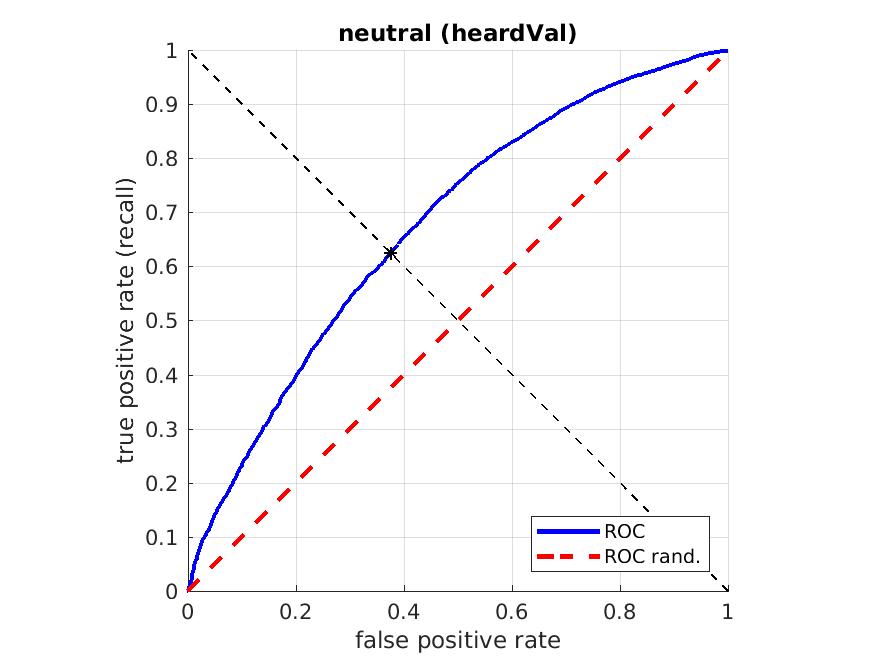 neutral (heardVal)
1
0.9
0.8
0.7
0.6
0.5
0.4
0.3
0.2
0.1
0
true positive rate (recall)
ROC
ROC rand.
0 0.2 0.4 0.6 0.8 1
false positive rate